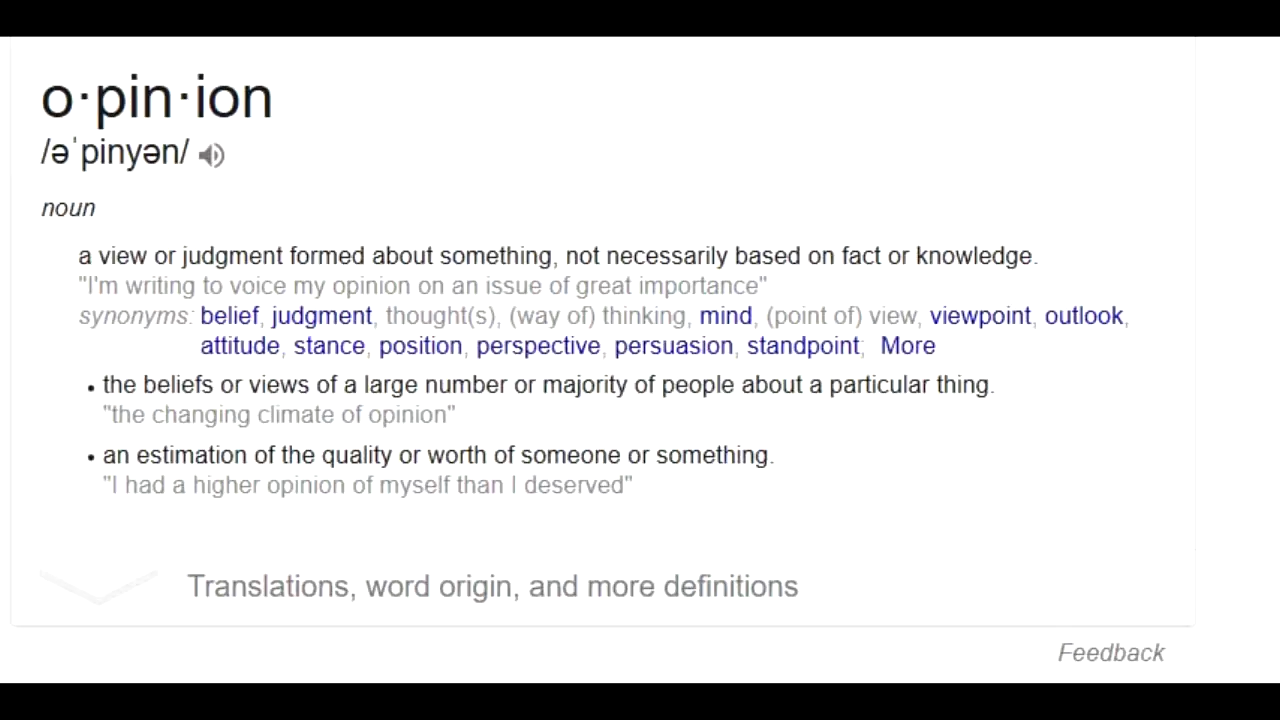 o·pin·ion
/əˈpinyən/
noun
a view or judgment formed about something, not necessarily based on fact or knowledge.
"I'm writing to voice my opinion on an issue of great importance"
synonyms: belief, judgment, thought(s), (way of) thinking, mind, (point of) view, viewpoint, outlook,
attitude, stance, position, perspective, persuasion, standpoint; More
• the beliefs or views of a large number or majority of people about a particular thing.
"the changing climate of opinion"
• an estimation of the quality or worth of someone or something.
"I had a higher opinion of myself than I deserved"
Translations, word origin, and more definitions
Feedback